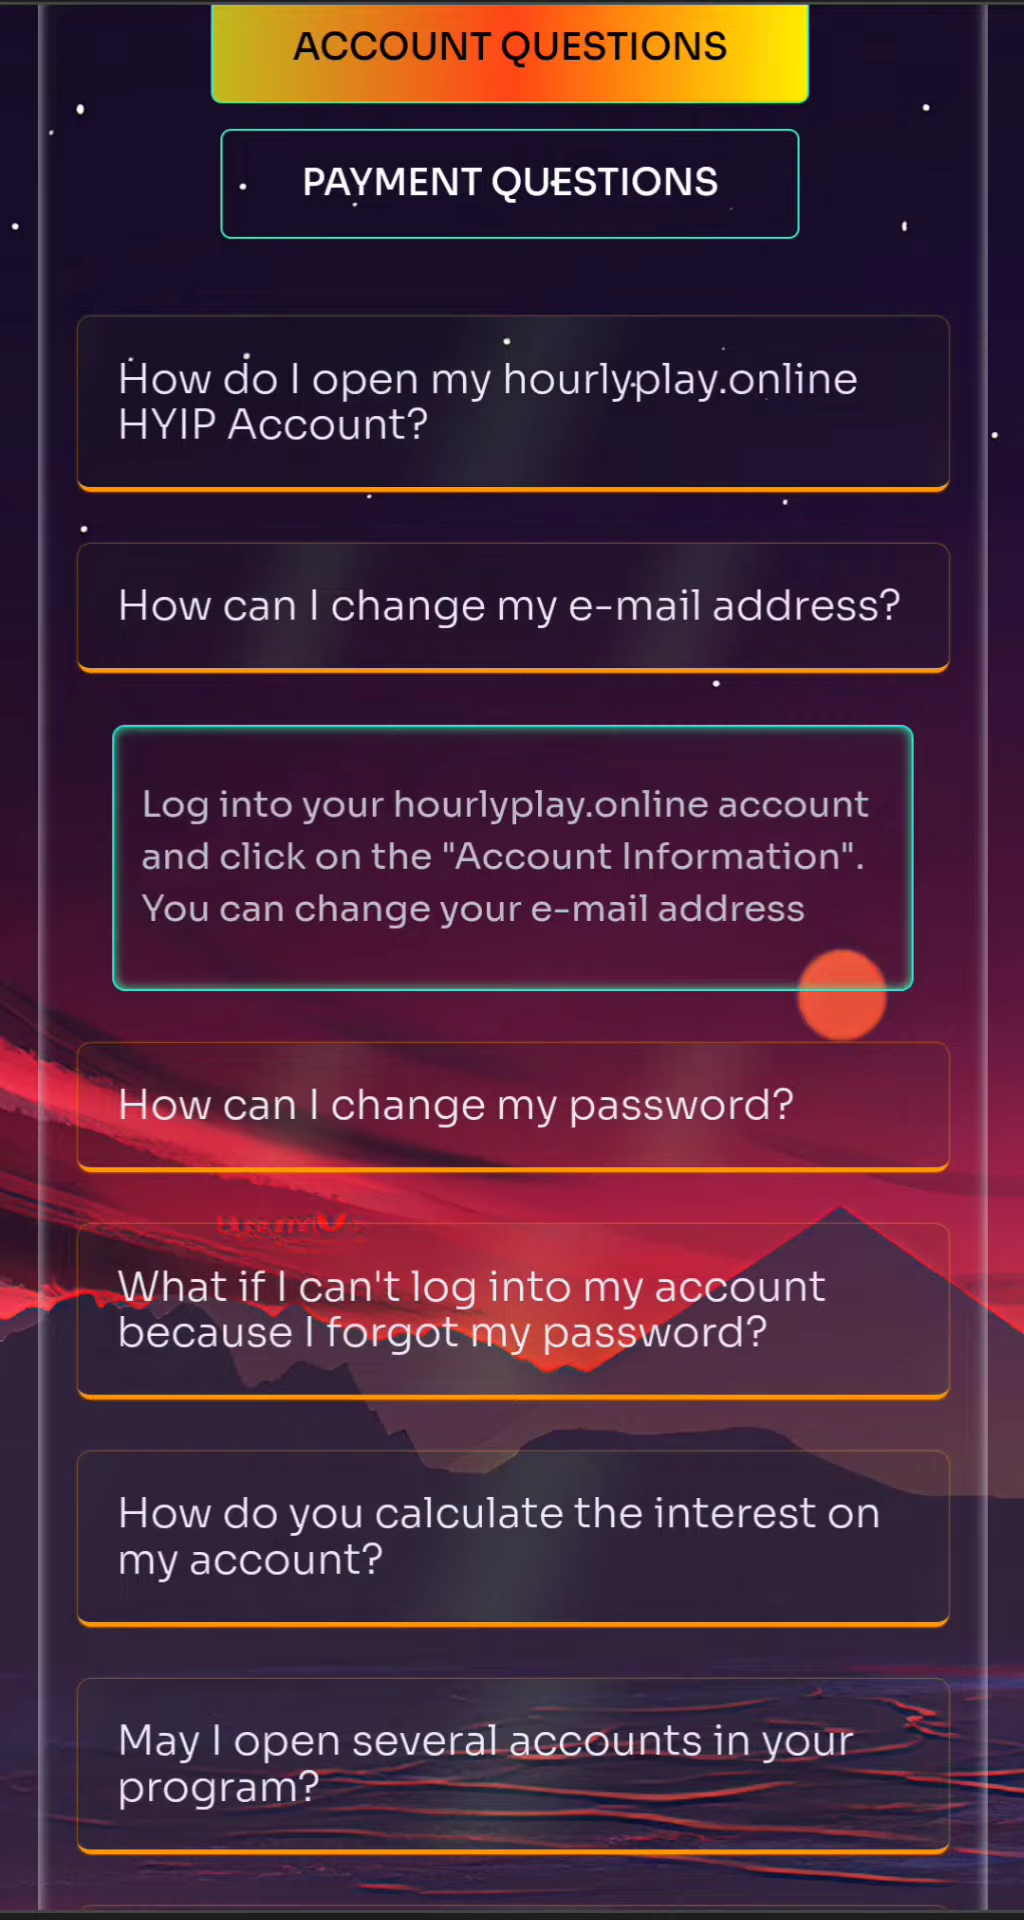 ACCOUNT QUESTIONS
PAYMENT QUESTIONS
How do I open my hourlyplay.online
HYIP Account?
How can I change my e-mail address?
Log into your hourlyplay.online account
and click on the "Account Information".
You can change your e-mail address
How can I change my password?
What if I can't log into my account
because I forgot my password?
How do you calculate the interest on
my account?
May I open several accounts in your
program?